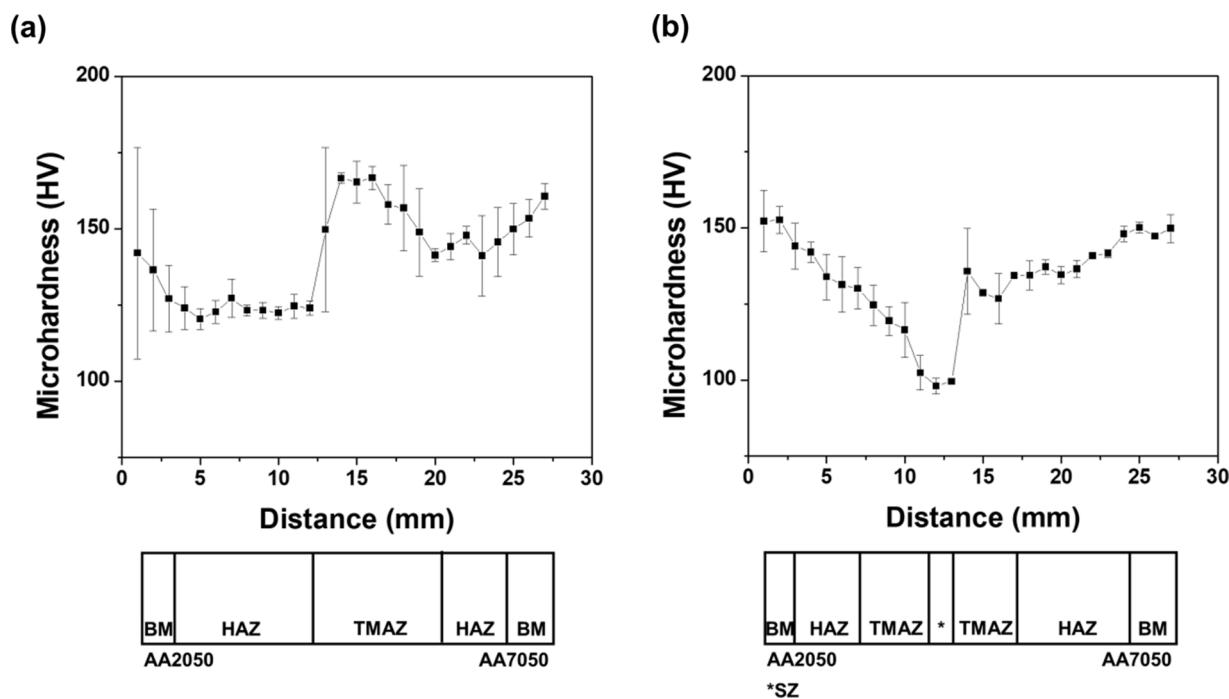 (a)
200
150
100
Microhardness (HV)
0 5 10 15 20 25 30
Distance (mm)
BM HAZ TMAZ HAZ BM
AA2050 AA7050
(b)
200
150
100
Microhardness (HV)
0 5 10 15 20 25 30
Distance (mm)
BM HAZ TMAZ * TMAZ HAZ BM
AA2050 AA7050
*SZ